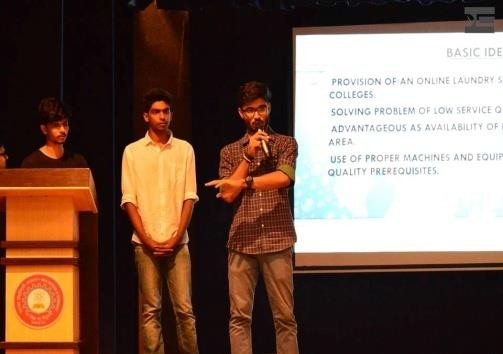 BASIC IDE
PROVISION OF AN ONLINE LAUNDRY S
COLLEGES.
SOLVING PROBLEM OF LOW SERVICE Q
ADVANTAGEOUS AS AVAILABILITY OF
AREA.
USE OF PROPER MACHINES AND EQUIP
QUALITY PREREQUISITES.